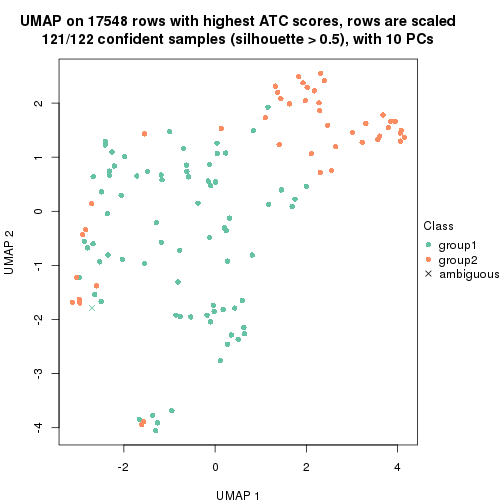 UMAP on 17548 rows with highest ATC scores, rows are scaled
121/122 confident samples (silhouette > 0.5), with 10 PCs
2
1
0
-1
-2
-3
-4
UMAP 2
-2
0
2
4
UMAP 1
Class
group1
group2
ambiguous